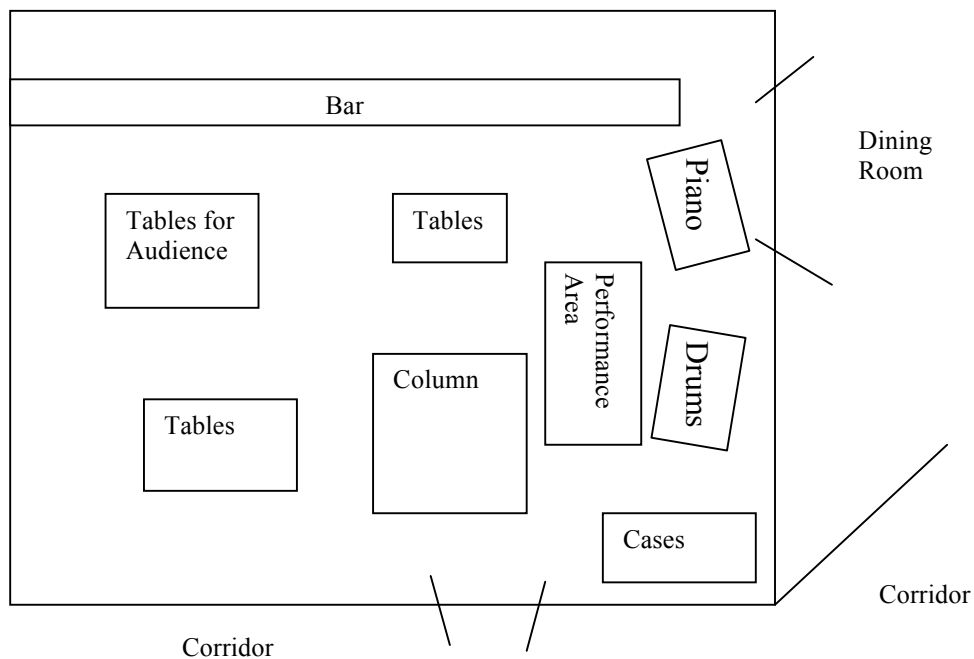 Bar
Dining
Room
Piano
Tables for
Audience
Tables
Performance
Area
Drums
Column
Tables
Cases
Corridor
Corridor